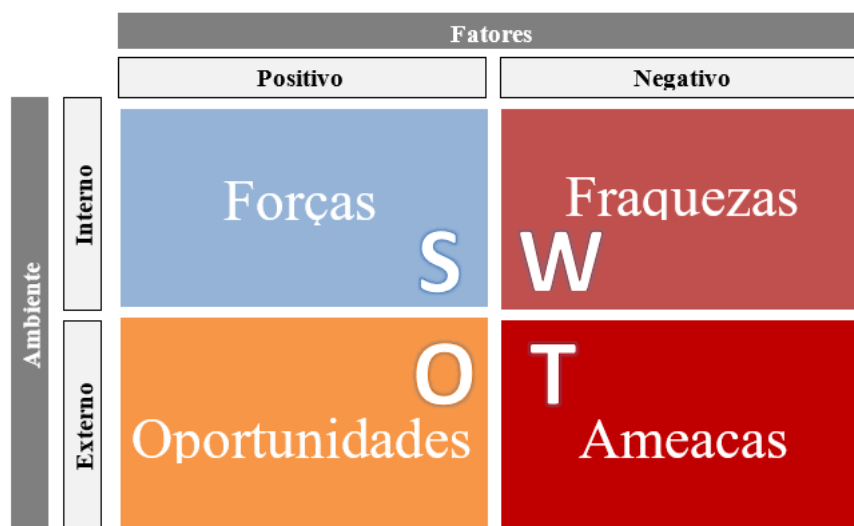 Fatores
Positivo
Negativo
Ambiente
Interno
Forças
S
Fraquezas
W
Externo
O
Oportunidades
T
Ameacas